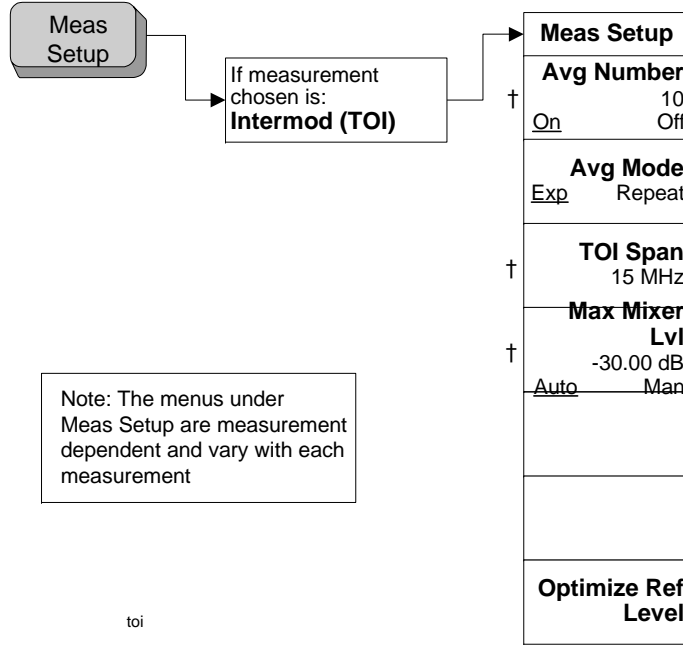 Meas
Setup
If measurement
chosen is:
Intermod (TOI)
Meas Setup
†
Avg Number
10
On Off
Avg Mode
Exp Repeat
†
TOI Span
15 MHz
†
Max Mixer
Lvl
-30.00 dB
Auto Man
Optimize Ref
Level
Note: The menus under
Meas Setup are measurement
dependent and vary with each
measurement
toi